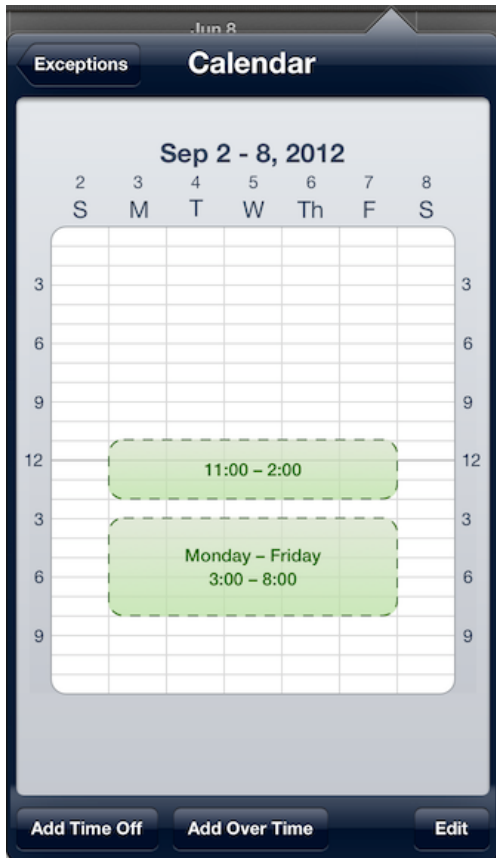 Jun 8
Exceptions
Calendar
Sep 2 - 8, 2012
2 3 4 5 6 7 8
S M T W Th F S
3 3
6 6
9 9
11:00 – 2:00
12 12
3 3
Monday – Friday
3:00 – 8:00
6 6
9 9
Add Time Off Add Over Time Edit